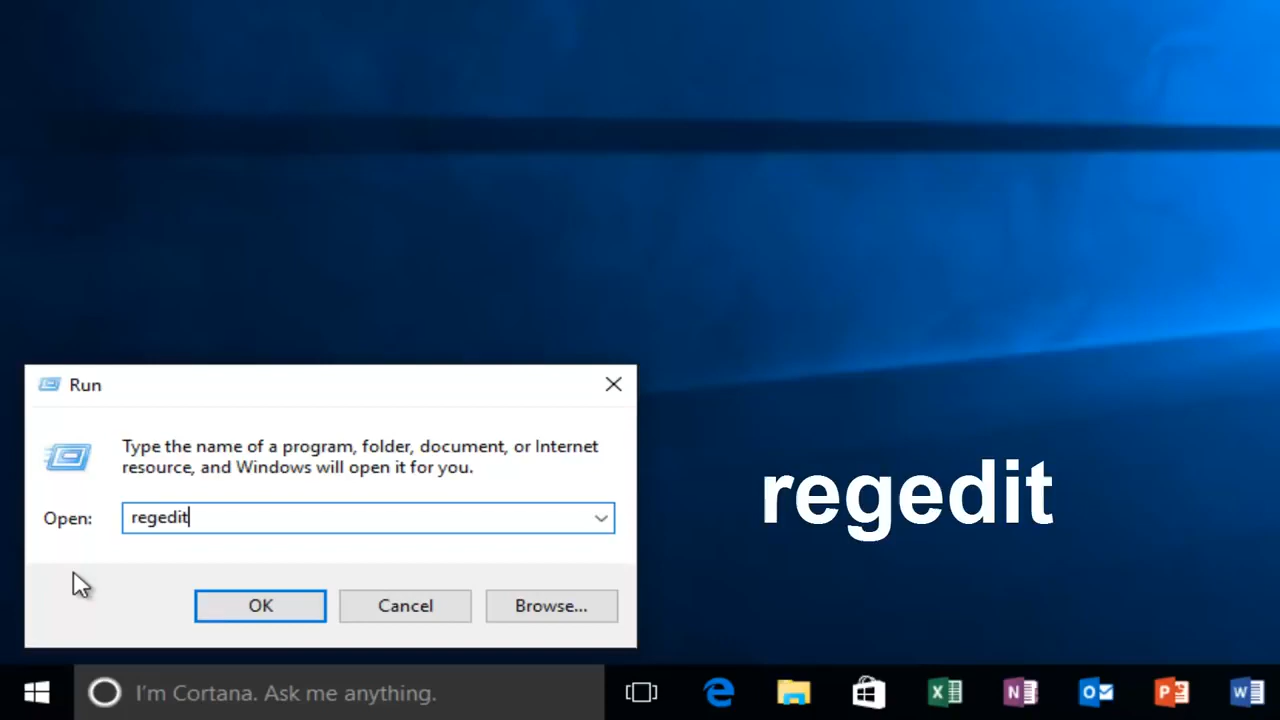 Run
Type the name of a program, folder, document, or Internet
resource, and Windows will open it for you.
Open: regedit
regedit
OK Cancel Browse...
I'm Cortana. Ask me anything.
X N O P W